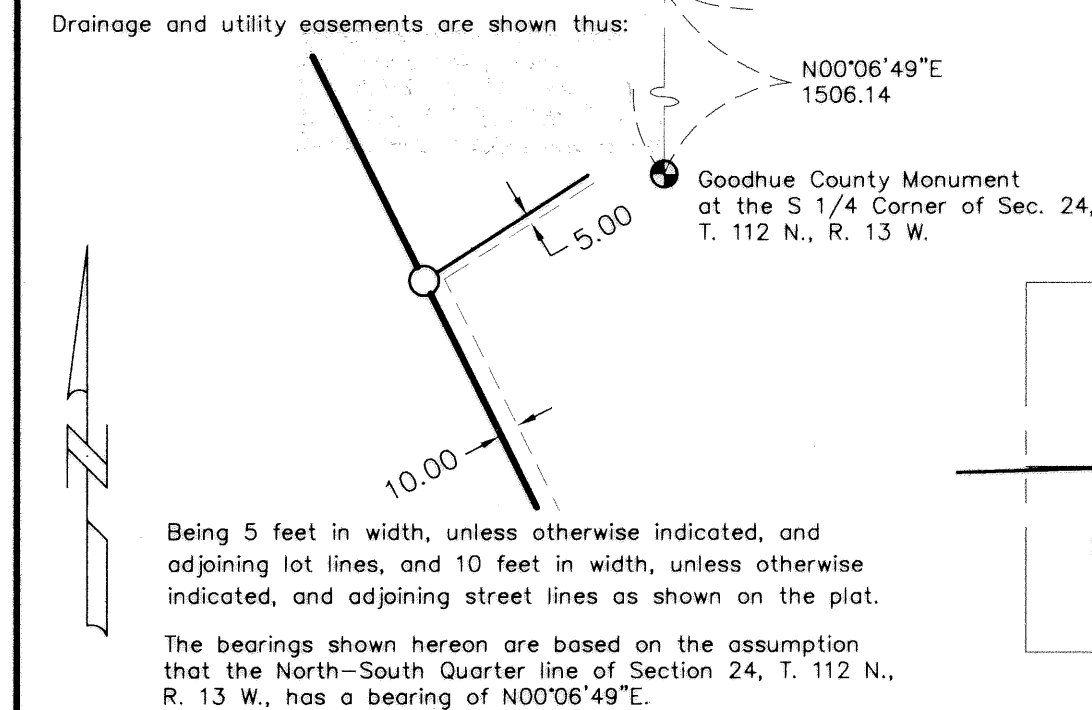 Drainage and utility easements are shown thus:
N00°06'49"E
1506.14
Goodhue County Monument
at the S 1/4 Corner of Sec. 24,
T. 112 N., R. 13 W.
5.00
10.00
N
Being 5 feet in width, unless otherwise indicated, and
adjoining lot lines, and 10 feet in width, unless otherwise
indicated, and adjoining street lines as shown on the plat.
The bearings shown hereon are based on the assumption
that the North-South Quarter line of Section 24, T. 112 N.,
R. 13 W., has a bearing of N00°06'49"E.